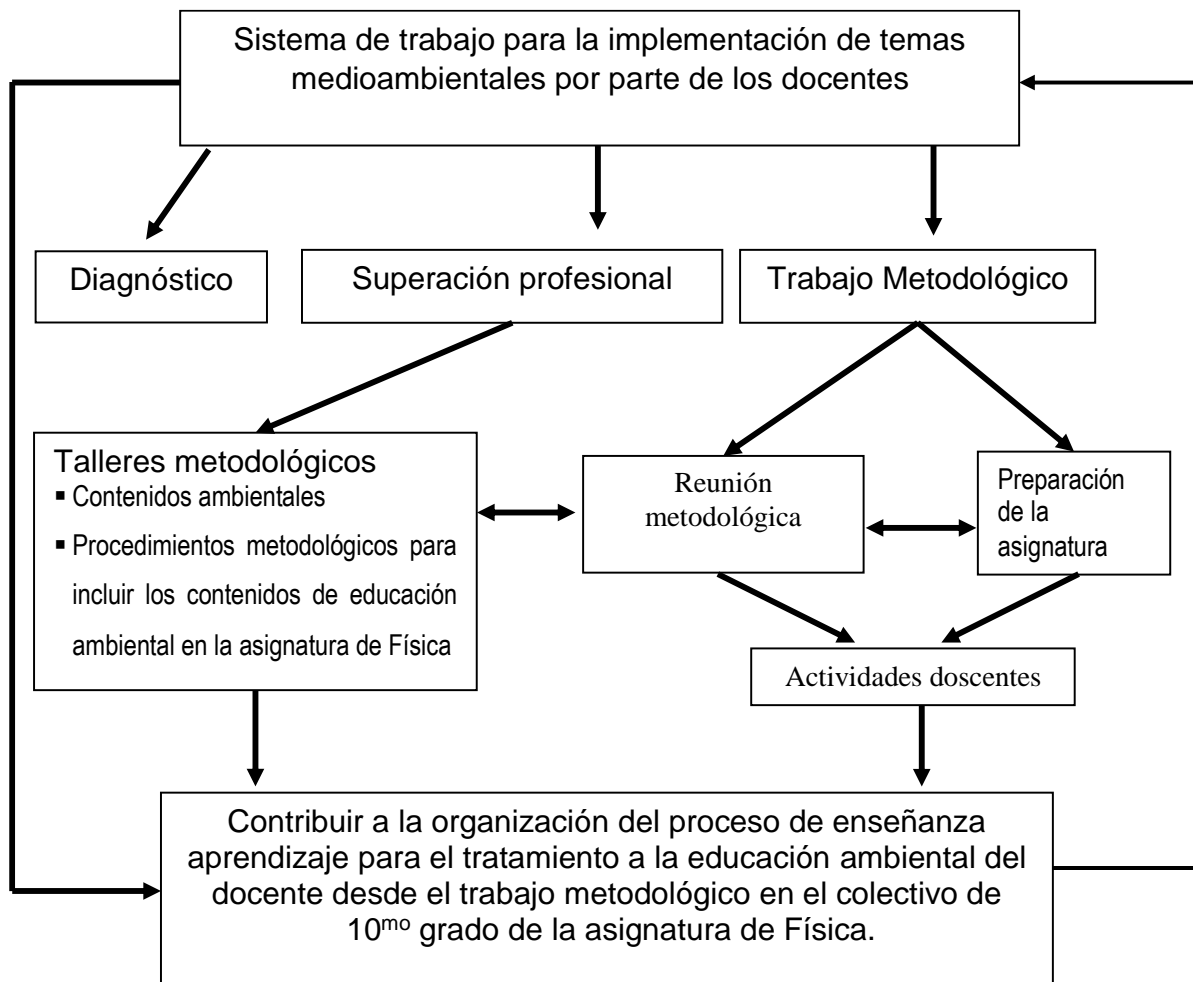 Sistema de trabajo para la implementación de temas
medioambientales por parte de los docentes
Diagnóstico
Superación profesional
Trabajo Metodológico
Talleres metodológicos
▪ Contenidos ambientales
▪ Procedimientos metodológicos para
incluir los contenidos de educación
ambiental en la asignatura de Física
Reunión
metodológica
Preparación
de la
asignatura
Actividades doscentes
Contribuir a la organización del proceso de enseñanza
aprendizaje para el tratamiento a la educación ambiental del
docente desde el trabajo metodológico en el colectivo de
10ᵐᵒ grado de la asignatura de Física.